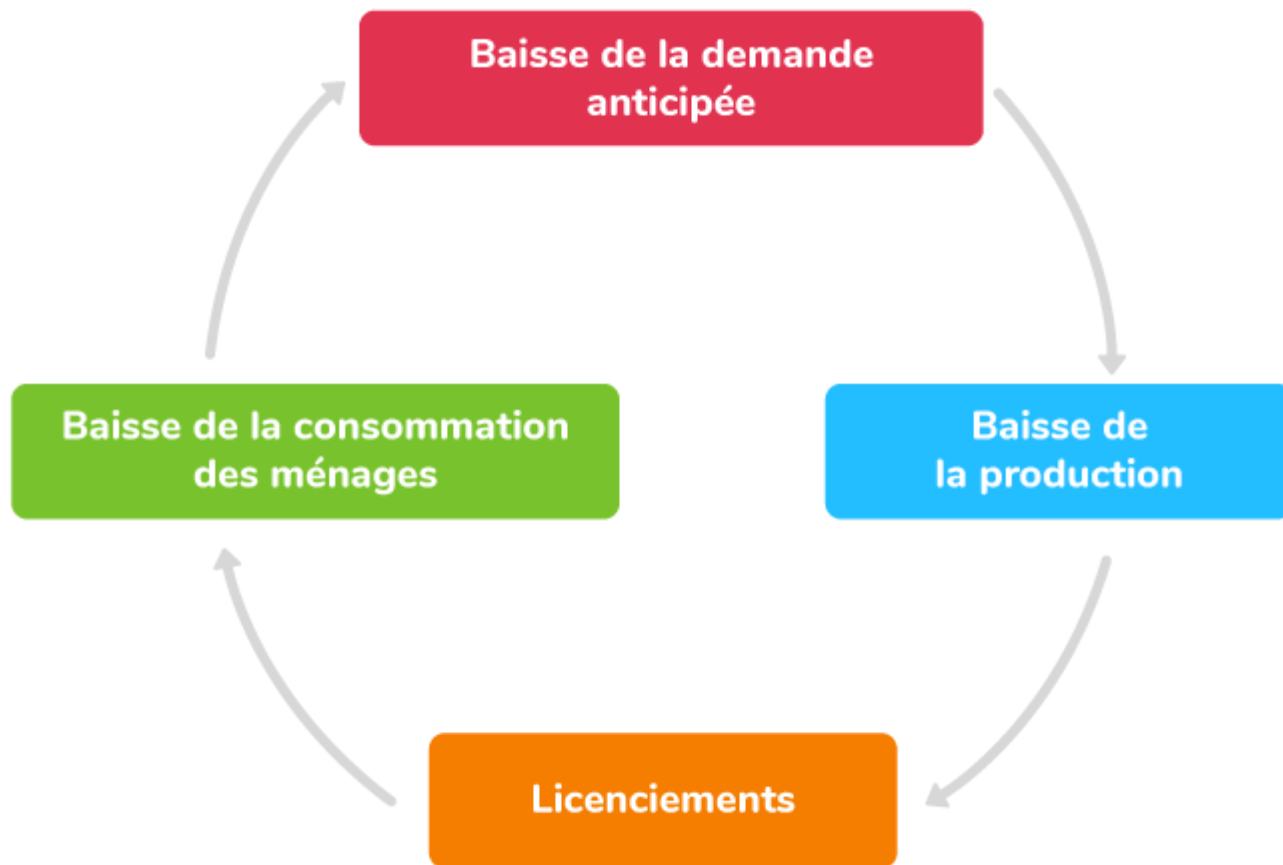 Baisse de la demande
anticipée
Baisse de la consommation
des ménages
Baisse de
la production
Licenciements